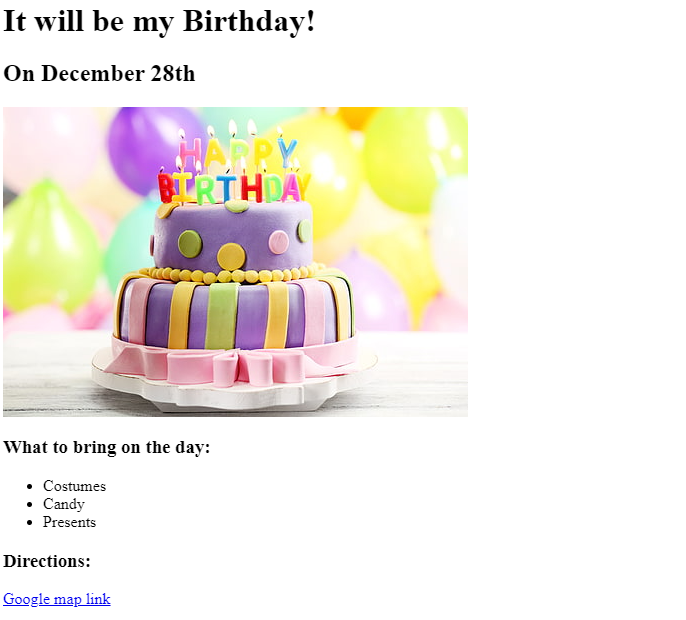 It will be my Birthday!
On December 28th
HAPPY
BIRTHDAY
What to bring on the day:
Costumes
Candy
Presents
Directions:
Google map link